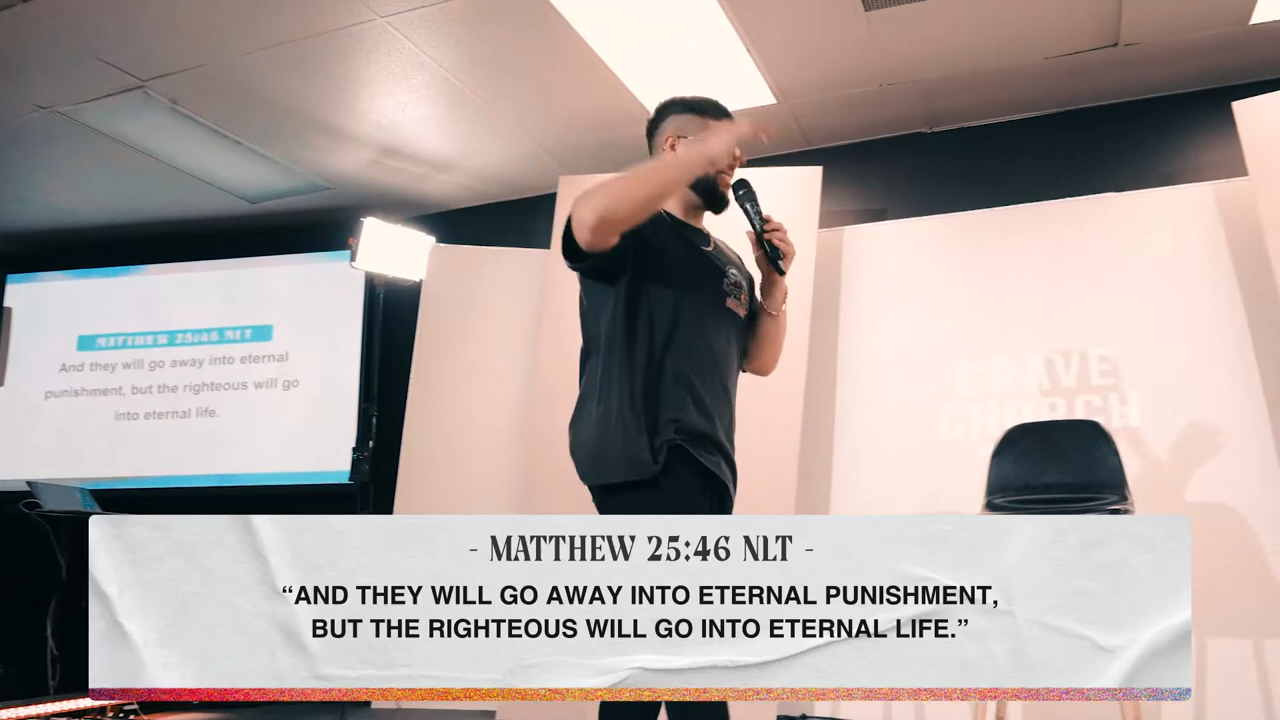 MATTHEW 25:46 NLT
And they will go away into eternal
punishment, but the righteous will go
into eternal life.
CHURCH
- MATTHEW 25:46 NLT -
“AND THEY WILL GO AWAY INTO ETERNAL PUNISHMENT,
BUT THE RIGHTEOUS WILL GO INTO ETERNAL LIFE.”